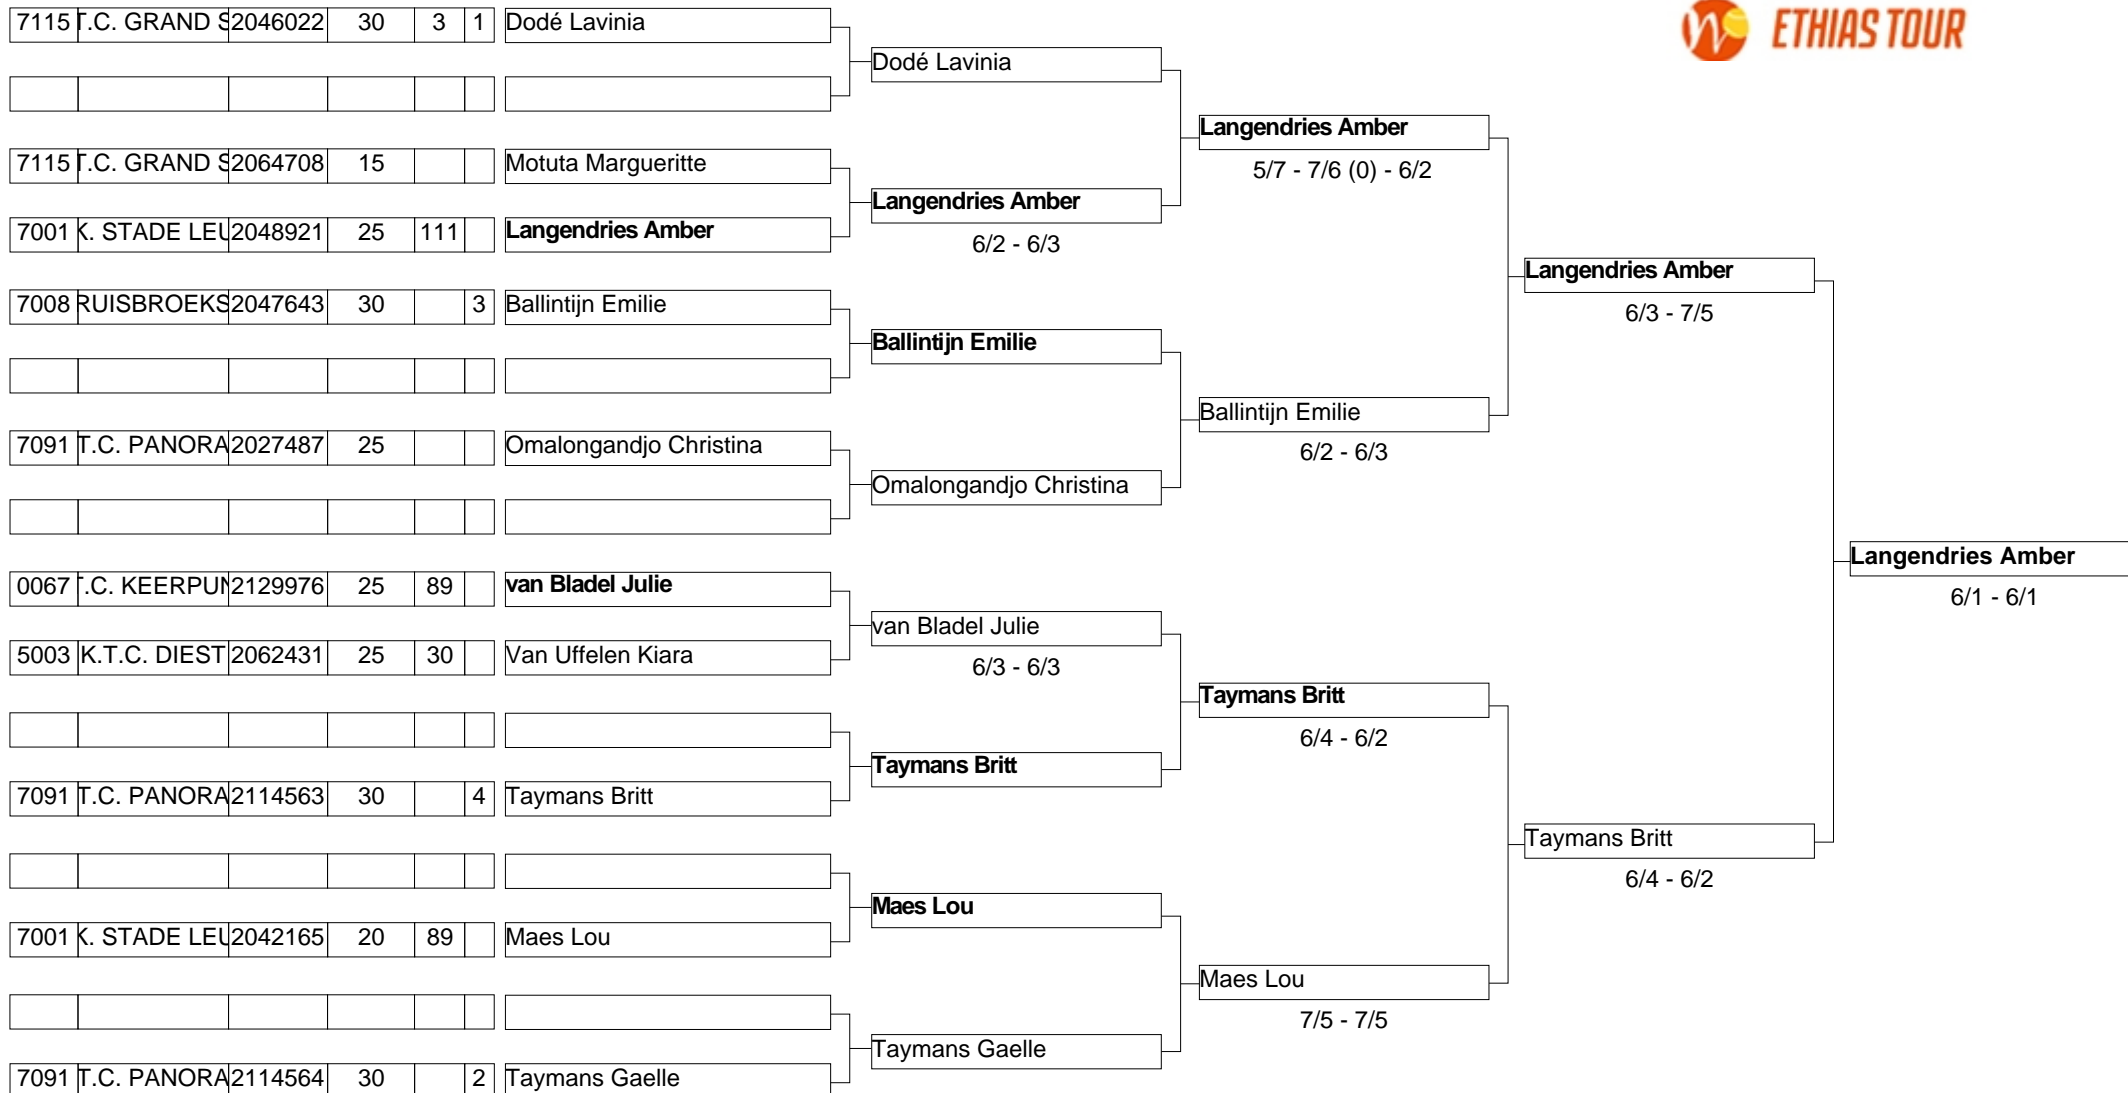 ETHIAS TOUR
7115 T.C. GRAND S 2046022 30 3 1 Dodé Lavinia
Dodé Lavinia
Langendries Amber
5/7 - 7/6 (0) - 6/2
7115 T.C. GRAND S 2064708 15 Motuta Margueritte
Langendries Amber
7001 K. STADE LEU 2048921 25 111 Langendries Amber
6/2 - 6/3
Langendries Amber
6/3 - 7/5
7008 RUISBROEKS 2047643 30 3 Ballintijn Emilie
Ballintijn Emilie
Ballintijn Emilie
6/2 - 6/3
7091 T.C. PANORA 2027487 25 Omalongandjo Christina
Omalongandjo Christina
Langendries Amber
6/1 - 6/1
0067 T.C. KEERPUN 2129976 25 89 van Bladel Julie
van Bladel Julie
5003 K.T.C. DIEST 2062431 25 30 Van Uffelen Kiara
6/3 - 6/3
Taymans Britt
6/4 - 6/2
Taymans Britt
7091 T.C. PANORA 2114563 30 4 Taymans Britt
Taymans Britt
6/4 - 6/2
Maes Lou
7001 K. STADE LEU 2042165 20 89 Maes Lou
Maes Lou
7/5 - 7/5
Taymans Gaelle
7091 T.C. PANORA 2114564 30 2 Taymans Gaelle